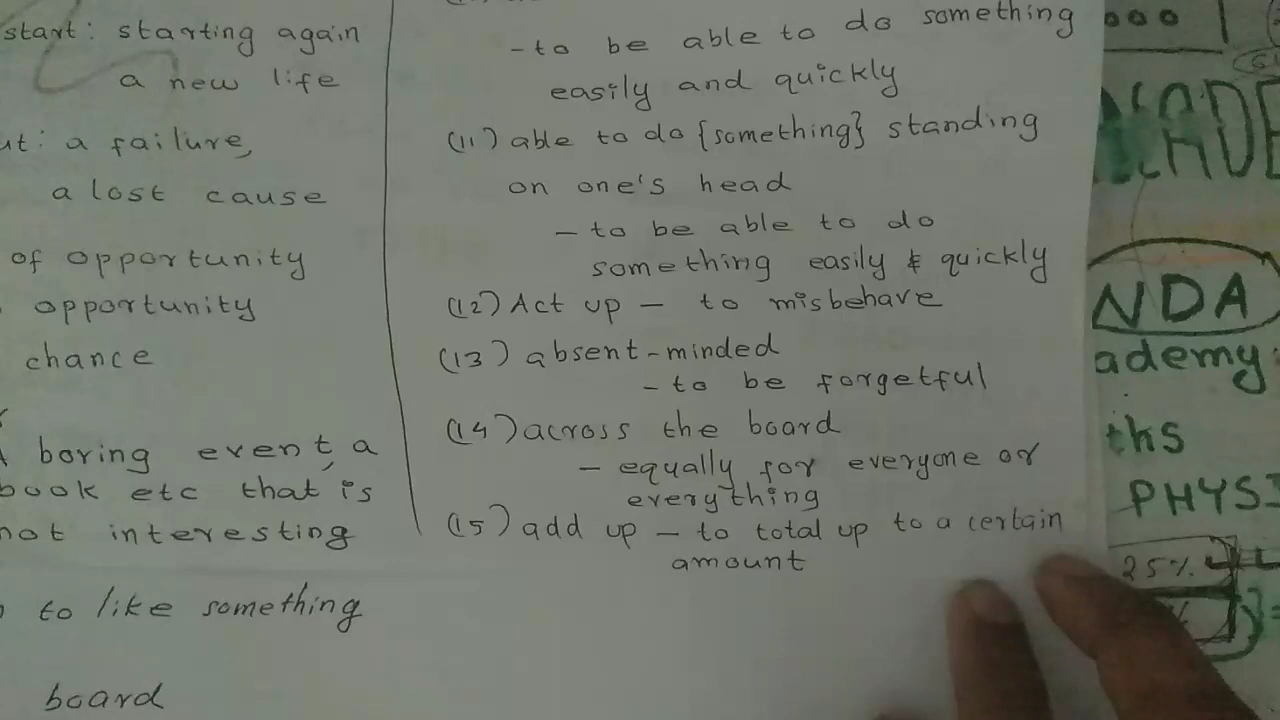 start: starting again
a new life
ut: a failure,
a lost cause
of opportunity
opportunity
chance
boring event, a
book etc that is
not interesting
to like something
board
- to be able to do something
easily and quickly
(11) able to do {something} standing
on one's head
- to be able to do
something easily & quickly
(12) Act up - to misbehave
(13) absent-minded
- to be forgetful
(14) across the board
- equally for everyone or
everything
(15) add up - to total up to a certain
amount
NDA
ademy
ths
PHYSI
25%